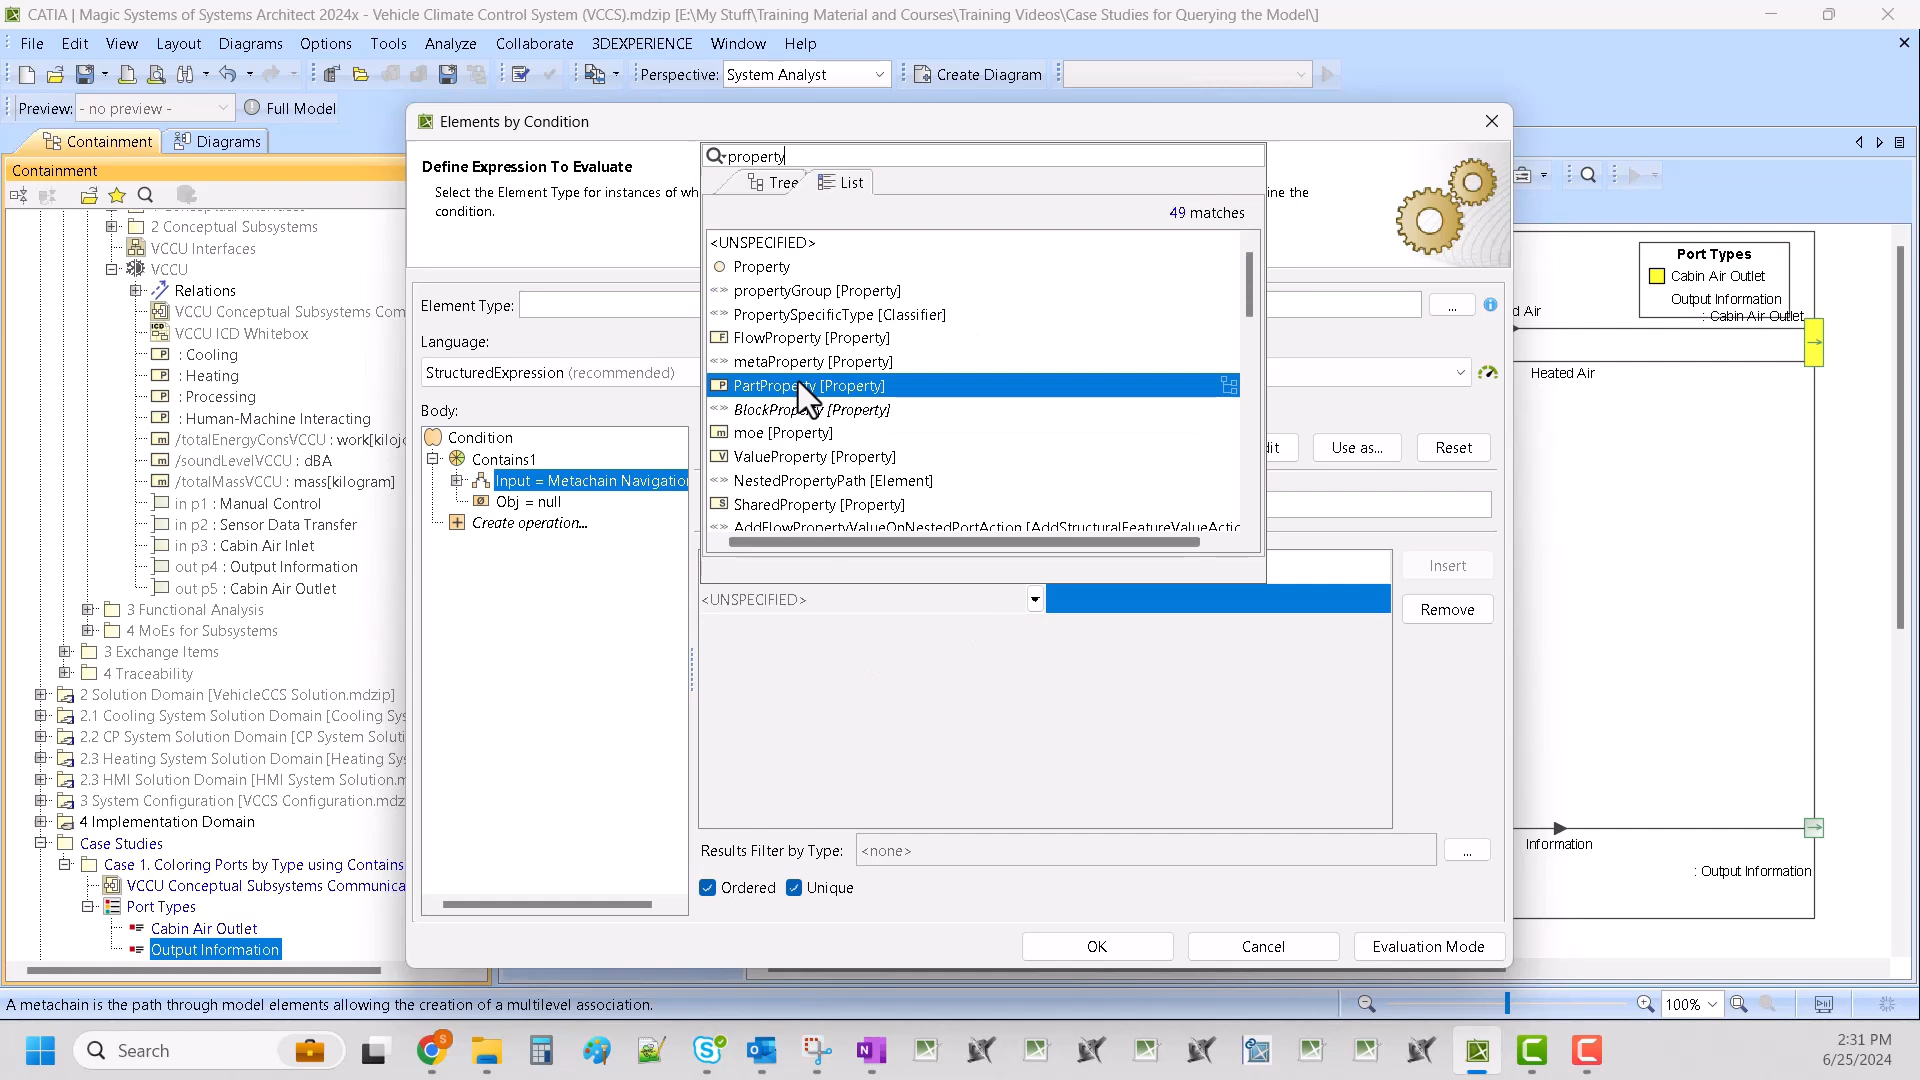 CATIA | Magic Systems of Systems Architect 2024x - Vehicle Climate Control System (VCCS).mdzip [E:\My Stuff\Training Material and Courses\Training Videos\Case Studies for Querying the Model\]
File Edit View Layout Diagrams Options Tools Analyze Collaborate 3DEXPERIENCE Window Help
Perspective: System Analyst Create Diagram
Preview: - no preview - Full Model
Containment Diagrams
Containment
2 Conceptual Subsystems
VCCU Interfaces
VCCU
Relations
VCCU Conceptual Subsystems Com
VCCU ICD Whitebox
: Cooling
: Heating
: Processing
: Human-Machine Interacting
/totalEnergyConsVCCU : work[kilojo
/soundLevelVCCU : dBA
/totalMassVCCU : mass[kilogram]
in p1 : Manual Control
in p2 : Sensor Data Transfer
in p3 : Cabin Air Inlet
out p4 : Output Information
out p5 : Cabin Air Outlet
3 Functional Analysis
4 MoEs for Subsystems
3 Exchange Items
4 Traceability
2 Solution Domain [VehicleCCS Solution.mdzip]
2.1 Cooling System Solution Domain [Cooling Sys
2.2 CP System Solution Domain [CP System Solut
2.3 Heating System Solution Domain [Heating Sy
2.3 HMI Solution Domain [HMI System Solution.m
3 System Configuration [VCCS Configuration.mdz
4 Implementation Domain
Case Studies
Case 1. Coloring Ports by Type using Contains
VCCU Conceptual Subsystems Communica
Port Types
Cabin Air Outlet
Output Information
Elements by Condition
Define Expression To Evaluate
Select the Element Type for instances of wh
ine the
condition.
Element Type:
...
Language:
StructuredExpression (recommended)
Body:
Condition
Contains1
Input = Metachain Navigation
Obj = null
Create operation...
property
Tree List
49 matches
<UNSPECIFIED>
Property
propertyGroup [Property]
PropertySpecificType [Classifier]
FlowProperty [Property]
metaProperty [Property]
PartProperty [Property]
BlockProperty [Property]
moe [Property]
ValueProperty [Property]
NestedPropertyPath [Element]
SharedProperty [Property]
AddFlowPropertyValueOnNestedPortAction [AddStructuralFeatureValueActio
dit Use as... Reset
<UNSPECIFIED>
Insert
Remove
Results Filter by Type: <none> ...
Ordered Unique
OK Cancel Evaluation Mode
Port Types
Cabin Air Outlet
Output Information
d Air
: Cabin Air Outlet
Heated Air
Information
: Output Information
A metachain is the path through model elements allowing the creation of a multilevel association.
100%
Search
2:31 PM
6/25/2024